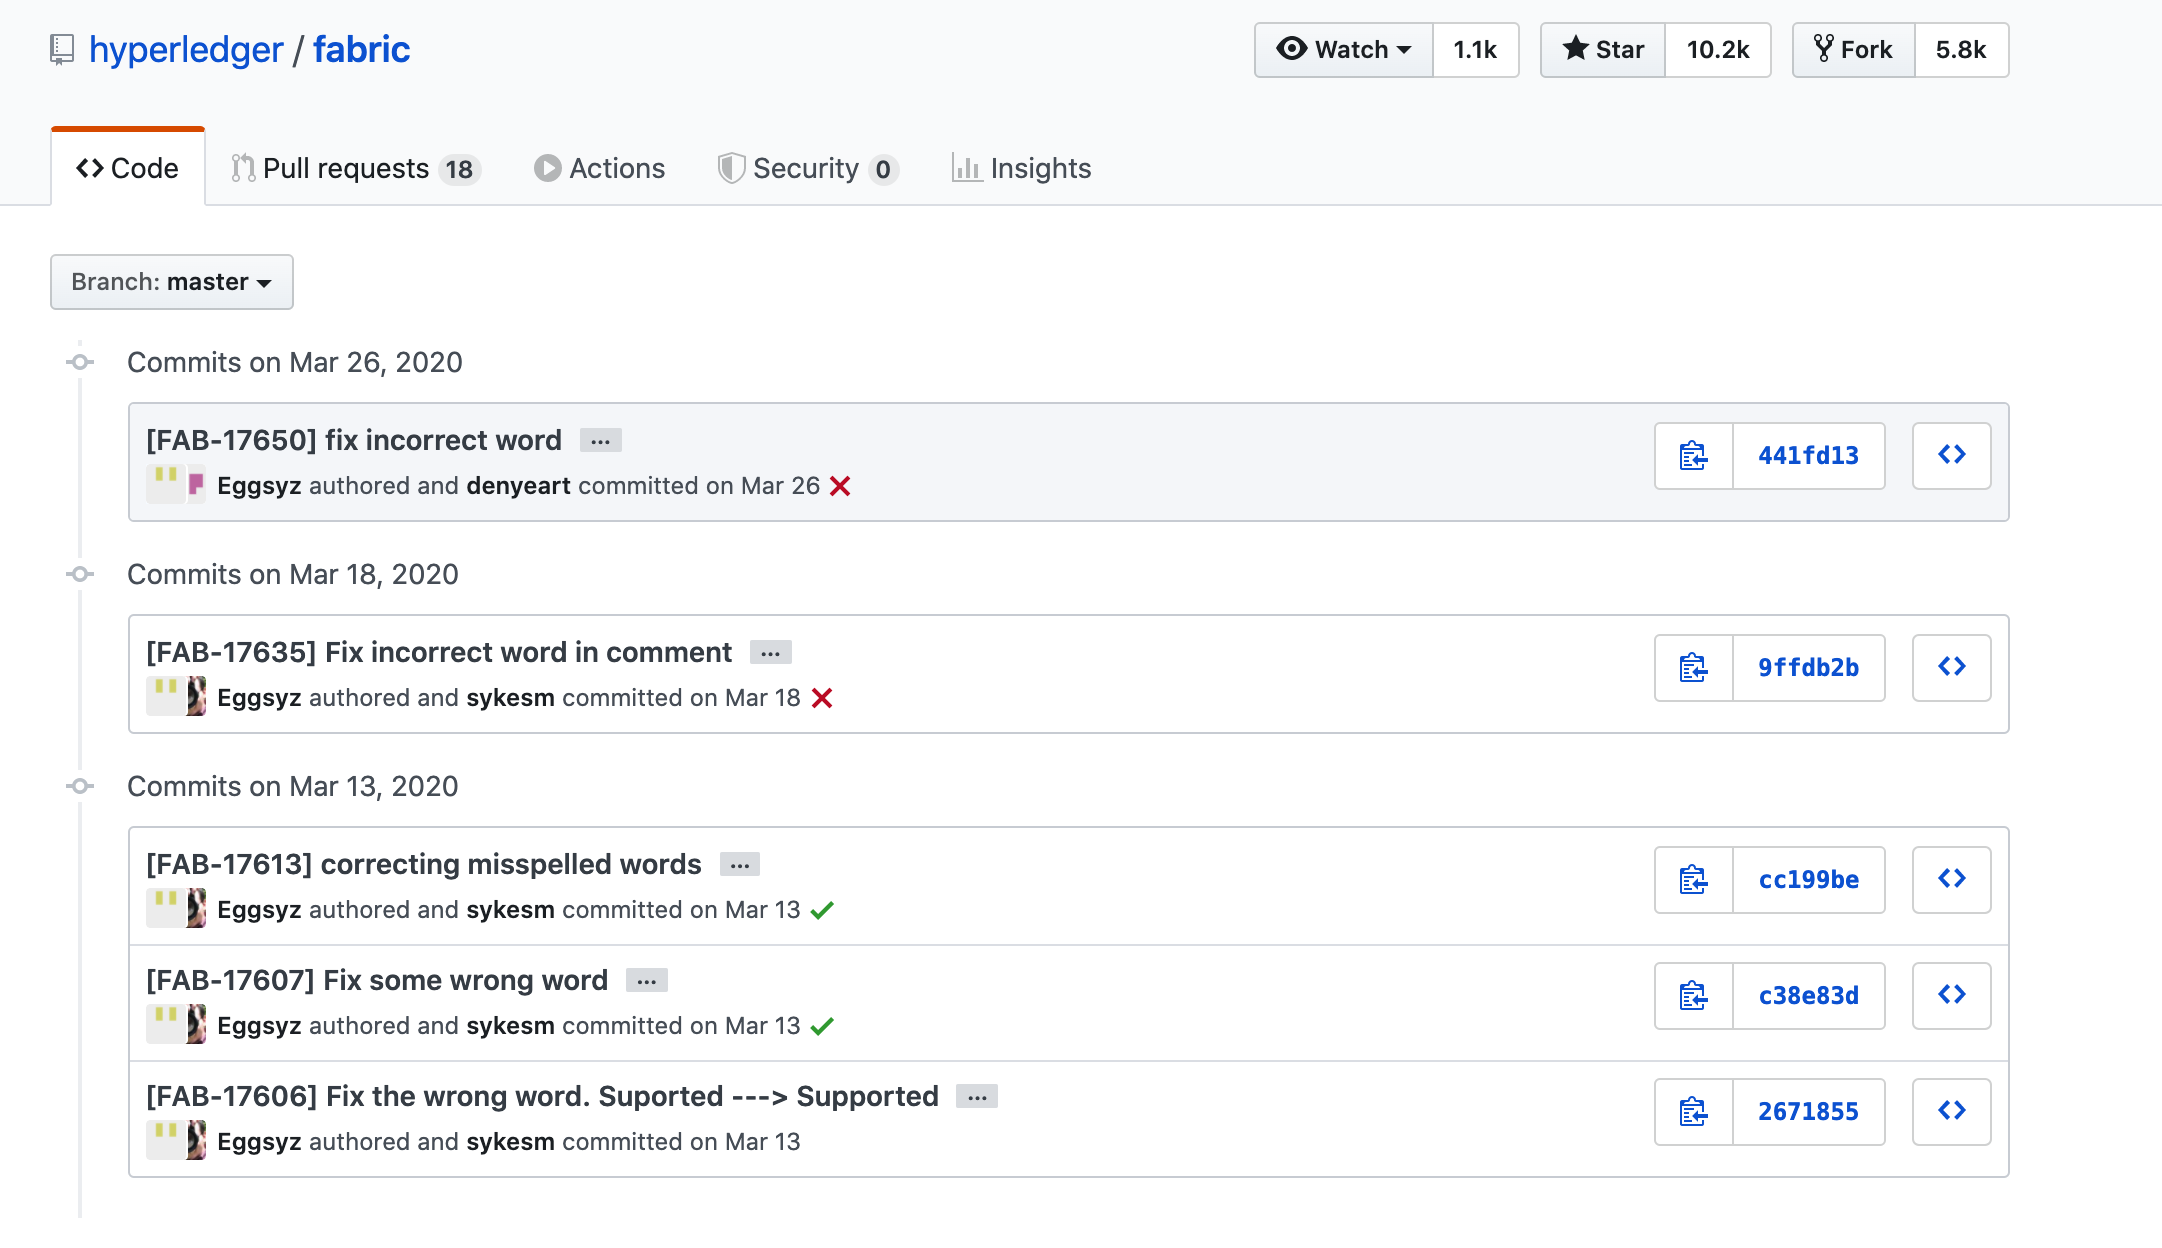 hyperledger / fabric
Watch 1.1k Star 10.2k Fork 5.8k
Code Pull requests 18 Actions Security 0 Insights
Branch: master
Commits on Mar 26, 2020
[FAB-17650] fix incorrect word ...
Eggsyz authored and denyeart committed on Mar 26
441fd13
Commits on Mar 18, 2020
[FAB-17635] Fix incorrect word in comment ...
Eggsyz authored and sykesm committed on Mar 18
9ffdb2b
Commits on Mar 13, 2020
[FAB-17613] correcting misspelled words ...
Eggsyz authored and sykesm committed on Mar 13
cc199be
[FAB-17607] Fix some wrong word ...
Eggsyz authored and sykesm committed on Mar 13
c38e83d
[FAB-17606] Fix the wrong word. Suported ---> Supported ...
Eggsyz authored and sykesm committed on Mar 13
2671855